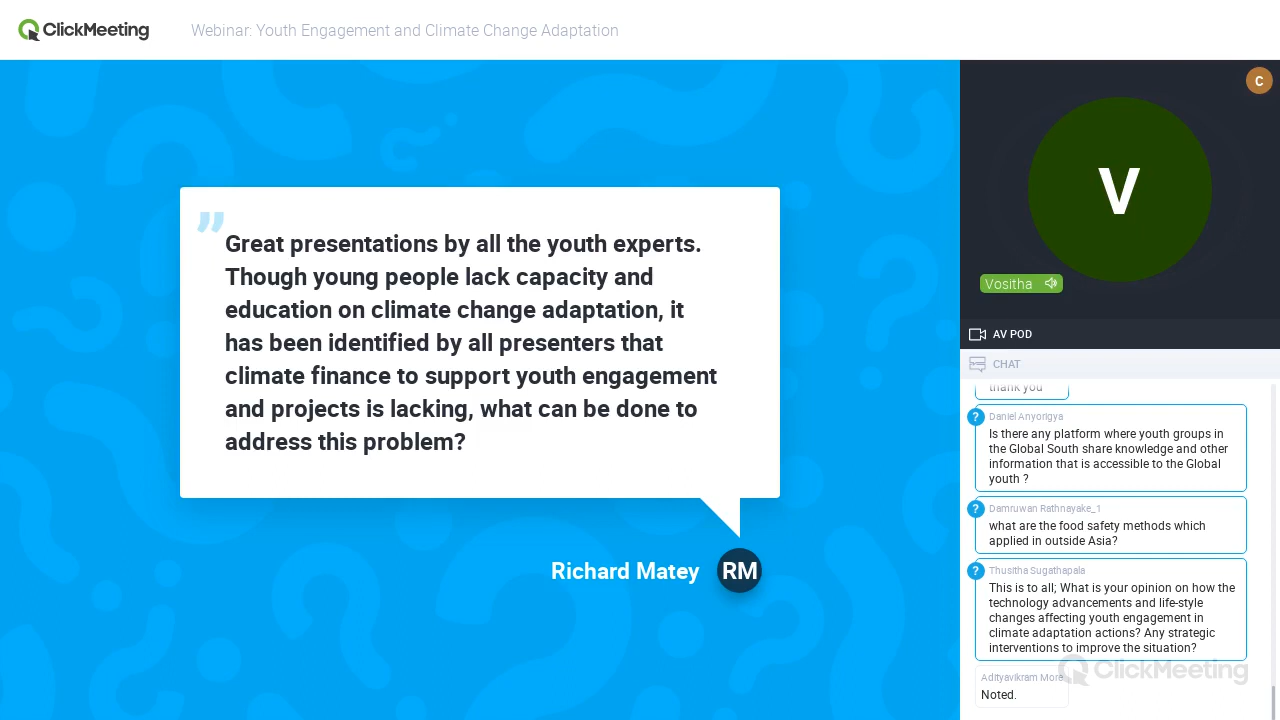 ClickMeeting
Webinar: Youth Engagement and Climate Change Adaptation
”
Great presentations by all the youth experts.
Though young people lack capacity and
education on climate change adaptation, it
has been identified by all presenters that
climate finance to support youth engagement
and projects is lacking, what can be done to
address this problem?
Richard Matey
RM
C
V
Vositha
AV POD
CHAT
thank you
?
Daniel Anyorigya
Is there any platform where youth groups in
the Global South share knowledge and other
information that is accessible to the Global
youth ?
?
Damruwan Rathnayake_1
what are the food safety methods which
applied in outside Asia?
?
Thusitha Sugathapala
This is to all; What is your opinion on how the
technology advancements and life-style
changes affecting youth engagement in
climate adaptation actions? Any strategic
interventions to improve the situation?
ClickMeeting
Adityavikram More
Noted.